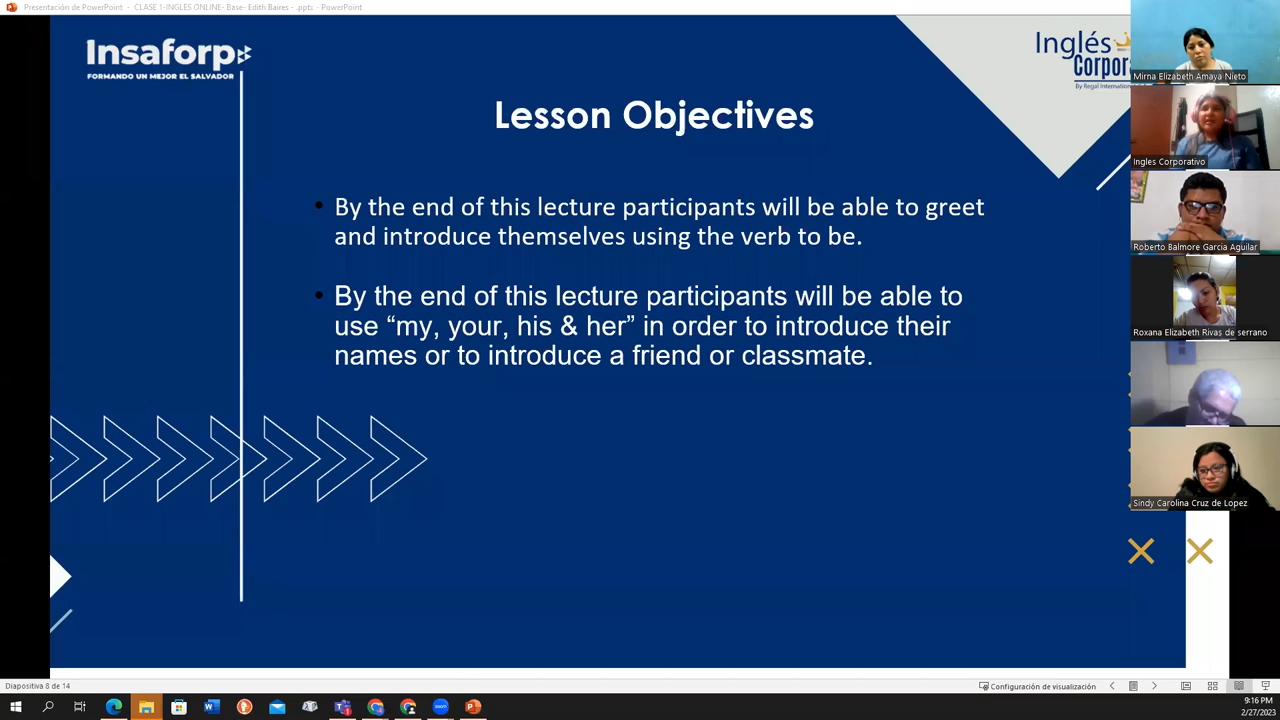 Presentación de PowerPoint - CLASE 1-INGLES ONLINE- Base- Edith Baires - .ppts - PowerPoint
Insaforp
FORMANDO UN MEJOR EL SALVADOR
Inglés
Corpora
By Regal Internation
Lesson Objectives
• By the end of this lecture participants will be able to greet
and introduce themselves using the verb to be.
• By the end of this lecture participants will be able to
use “my, your, his & her” in order to introduce their
names or to introduce a friend or classmate.
Mirna Elizabeth Amaya Nieto
Ingles Corporativo
Roberto Balmore Garcia Aguilar
Roxana Elizabeth Rivas de serrano
Sindy Carolina Cruz de Lopez
Diapositiva 8 de 14
Configuración de visualización
9:16 PM
2/27/2023